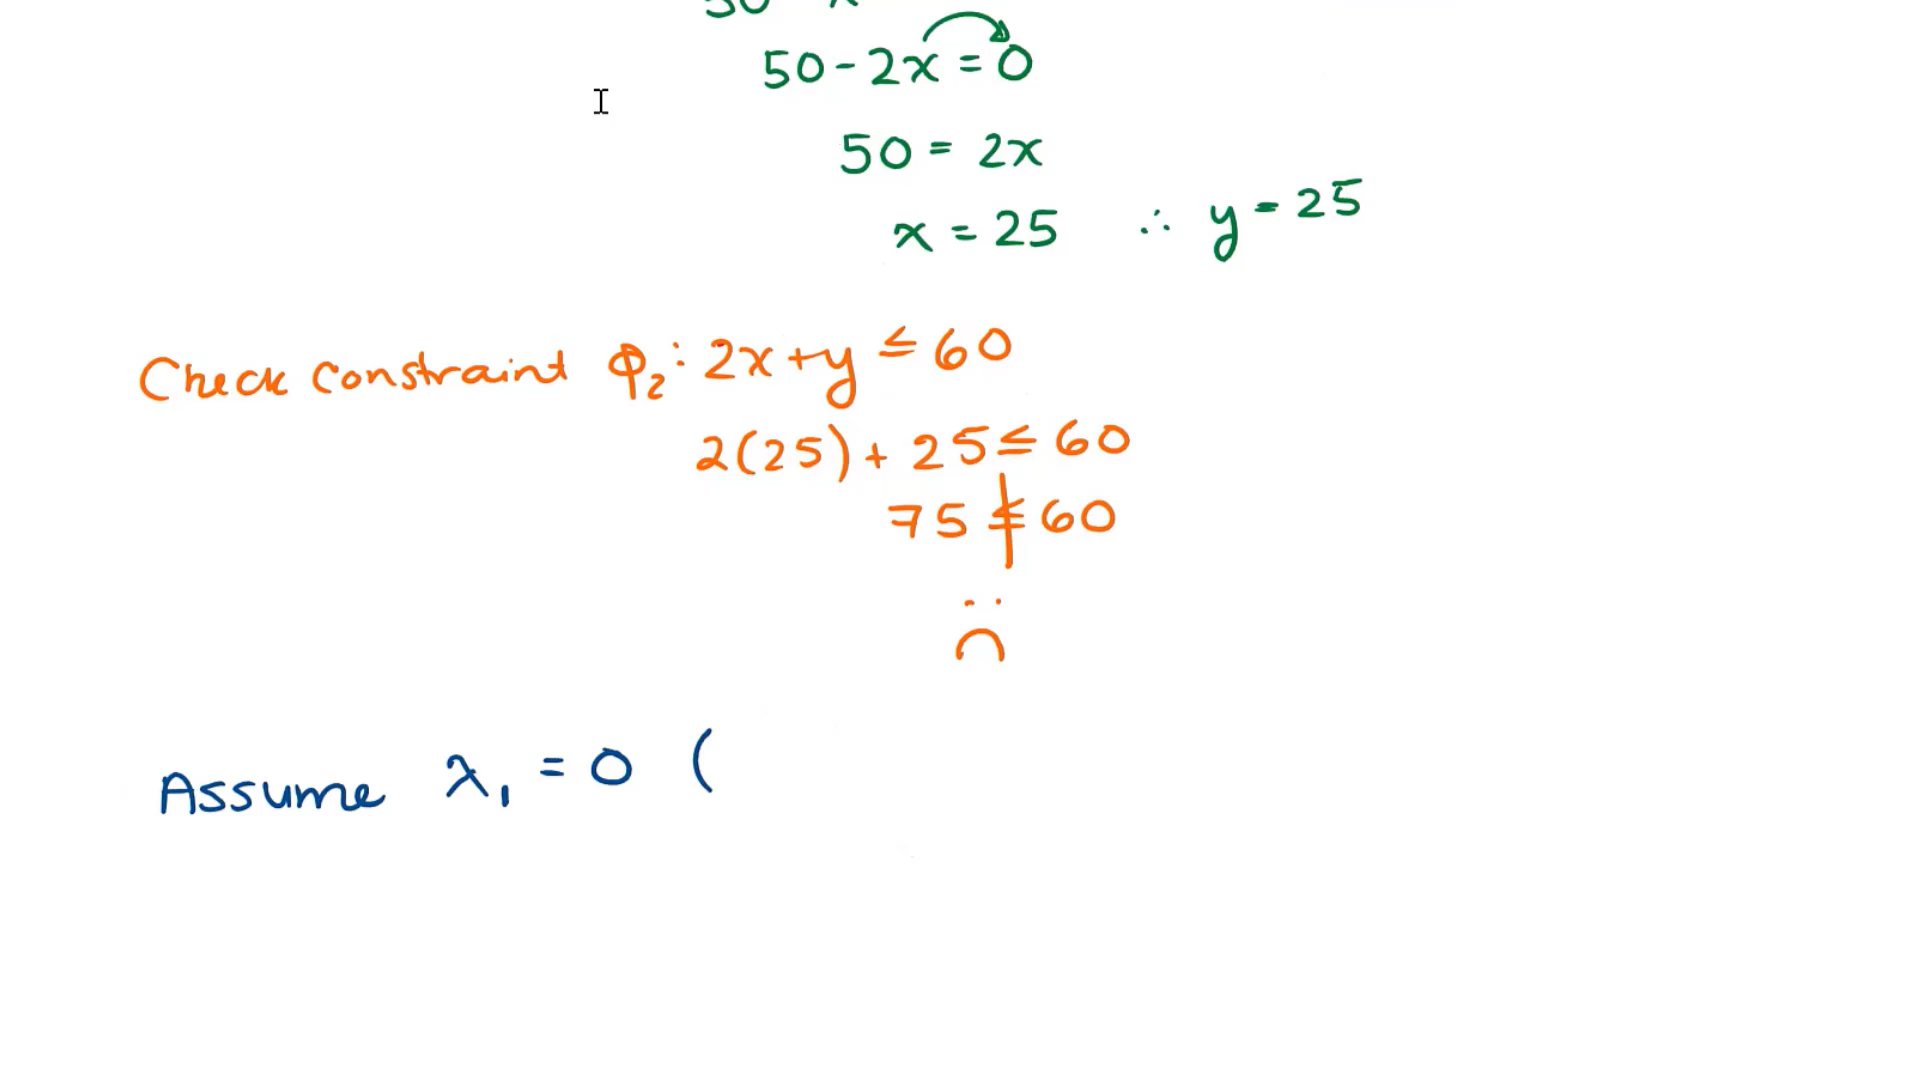 50 - 2x = 0
50 = 2x
x = 25 ∴ y = 25
Check constraint φ₂: 2x + y ≤ 60
2(25) + 25 ≤ 60
75 ≰ 60
Assume λ₁ = 0 (